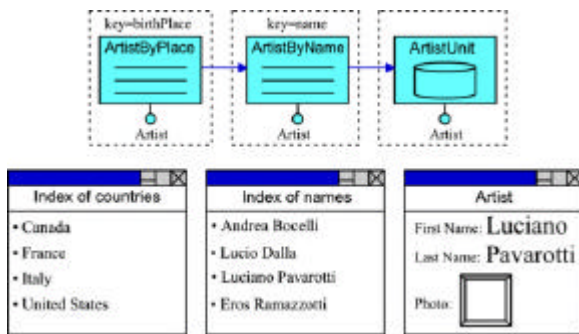 key=birthPlace
key=name
ArtistByPlace
ArtistByName
ArtistUnit
Artist
Artist
Artist
Index of countries
• Canada
• France
• Italy
• United States
Index of names
• Andrea Bocelli
• Lucio Dalla
• Luciano Pavarotti
• Eros Ramazzotti
Artist
First Name: Luciano
Last Name: Pavarotti
Photo: